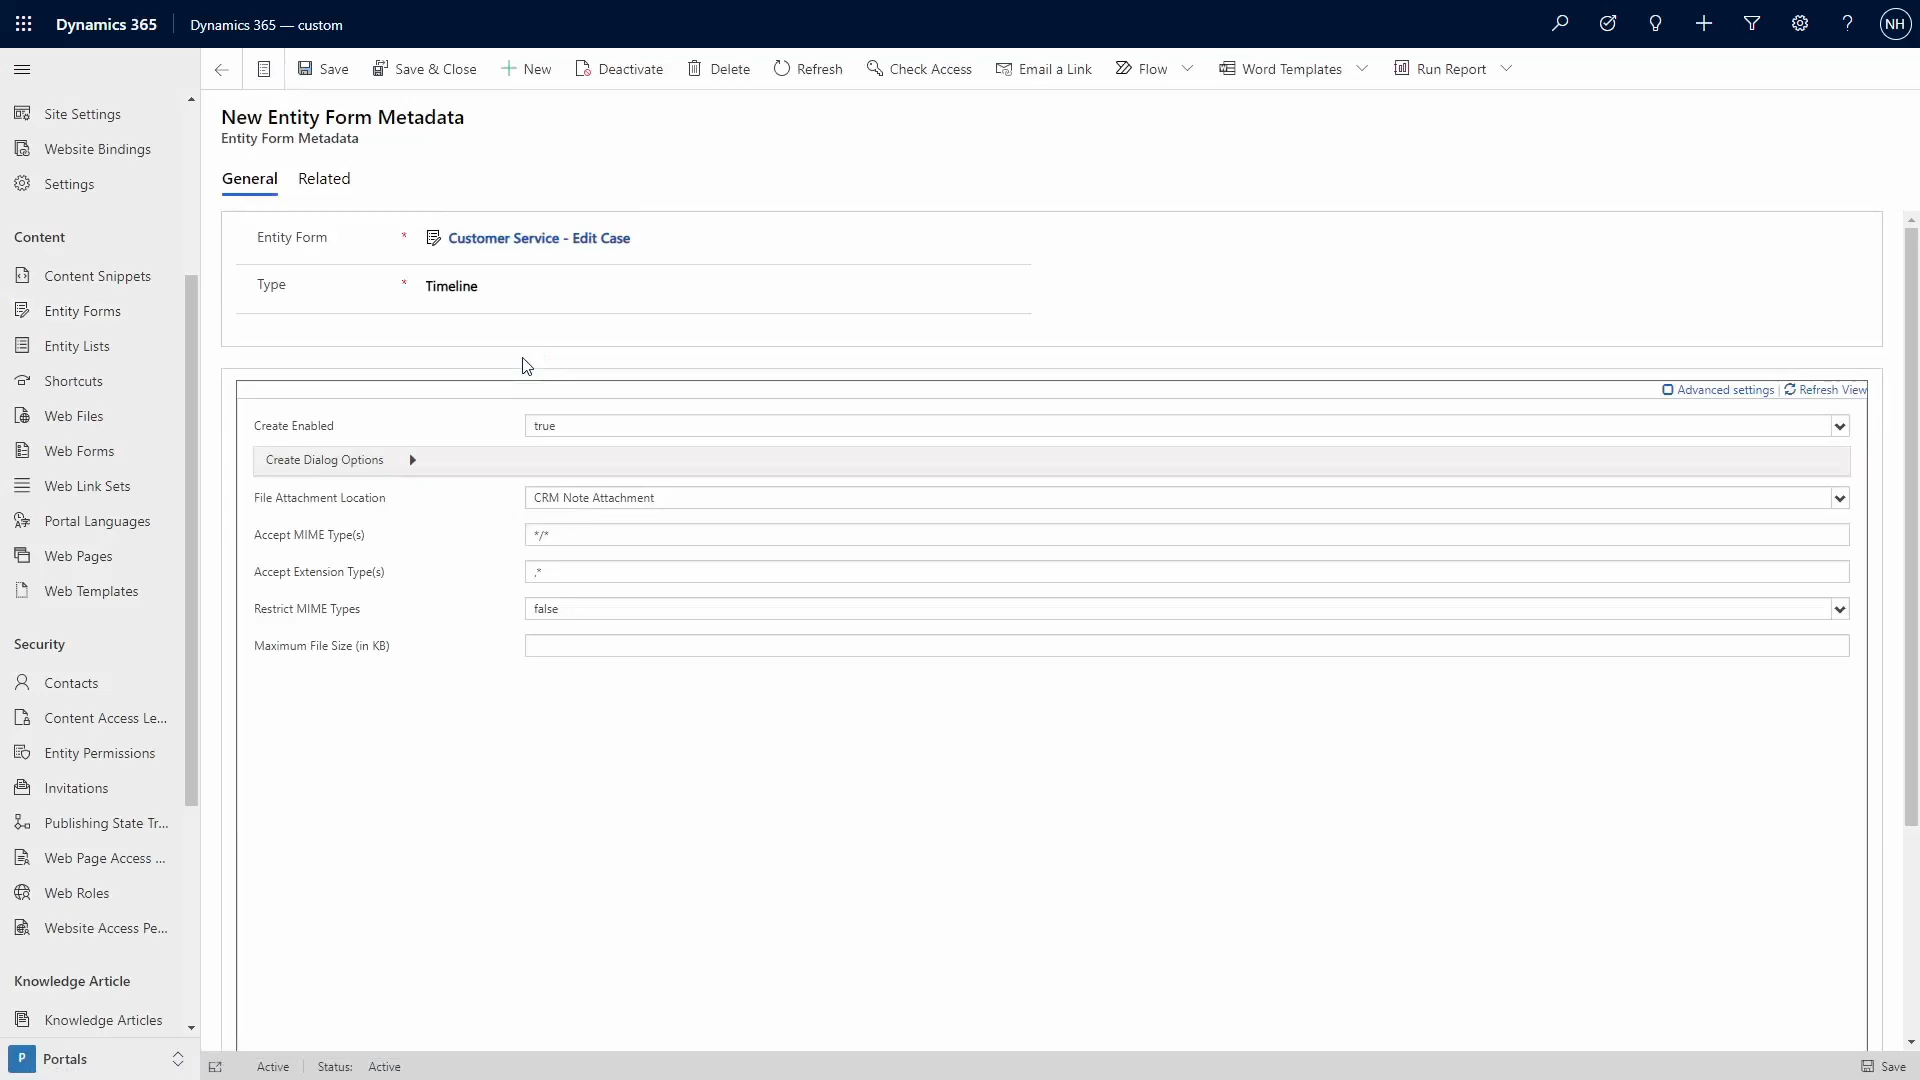 Dynamics 365
Dynamics 365 — custom
NH
Save
Save & Close
New
Deactivate
Delete
Refresh
Check Access
Email a Link
Flow
Word Templates
Run Report
Site Settings
Website Bindings
Settings
Content
Content Snippets
Entity Forms
Entity Lists
Shortcuts
Web Files
Web Forms
Web Link Sets
Portal Languages
Web Pages
Web Templates
Security
Contacts
Content Access Le...
Entity Permissions
Invitations
Publishing State Tr...
Web Page Access ...
Web Roles
Website Access Pe...
Knowledge Article
Knowledge Articles
P Portals
New Entity Form Metadata
Entity Form Metadata
General Related
Entity Form * Customer Service - Edit Case
Type * Timeline
Advanced settings | Refresh View
Create Enabled true
Create Dialog Options
File Attachment Location CRM Note Attachment
Accept MIME Type(s) */*
Accept Extension Type(s) .*
Restrict MIME Types false
Maximum File Size (in KB)
Active Status: Active
Save